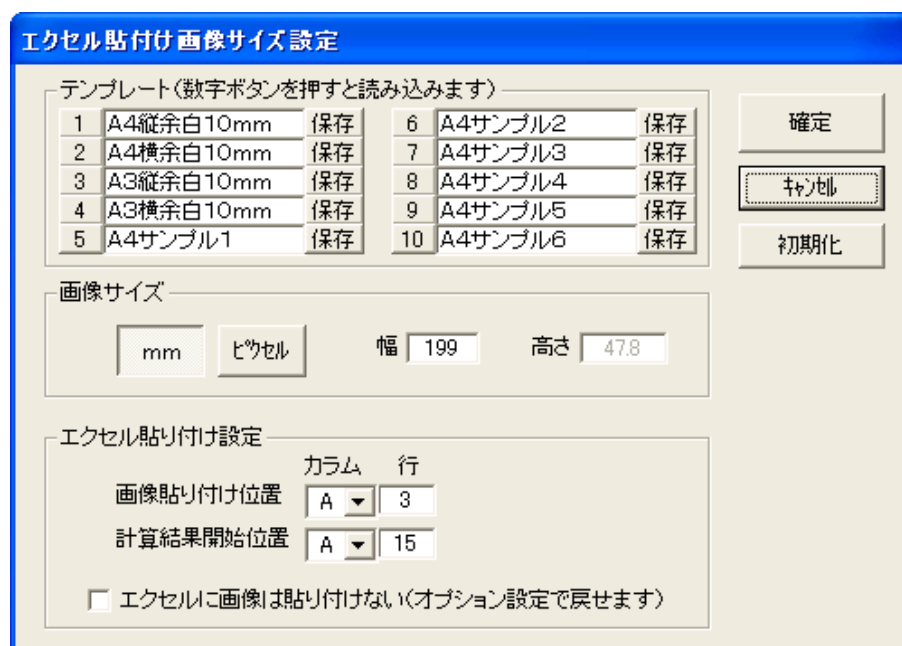 エクセル貼付け画像サイズ設定
テンプレート(数字ボタンを押すと読み込みます)
1 A4縦余白10mm 保存 6 A4サンプル2 保存
2 A4横余白10mm 保存 7 A4サンプル3 保存
3 A3縦余白10mm 保存 8 A4サンプル4 保存
4 A3横余白10mm 保存 9 A4サンプル5 保存
5 A4サンプル1 保存 10 A4サンプル6 保存
確定
ｷｬﾝｾﾙ
初期化
画像サイズ
mm ﾋﾟｸｾﾙ 幅 199 高さ 47.8
エクセル貼り付け設定
カラム 行
画像貼り付け位置 A 3
計算結果開始位置 A 15
エクセルに画像は貼り付けない(オプション設定で戻せます)